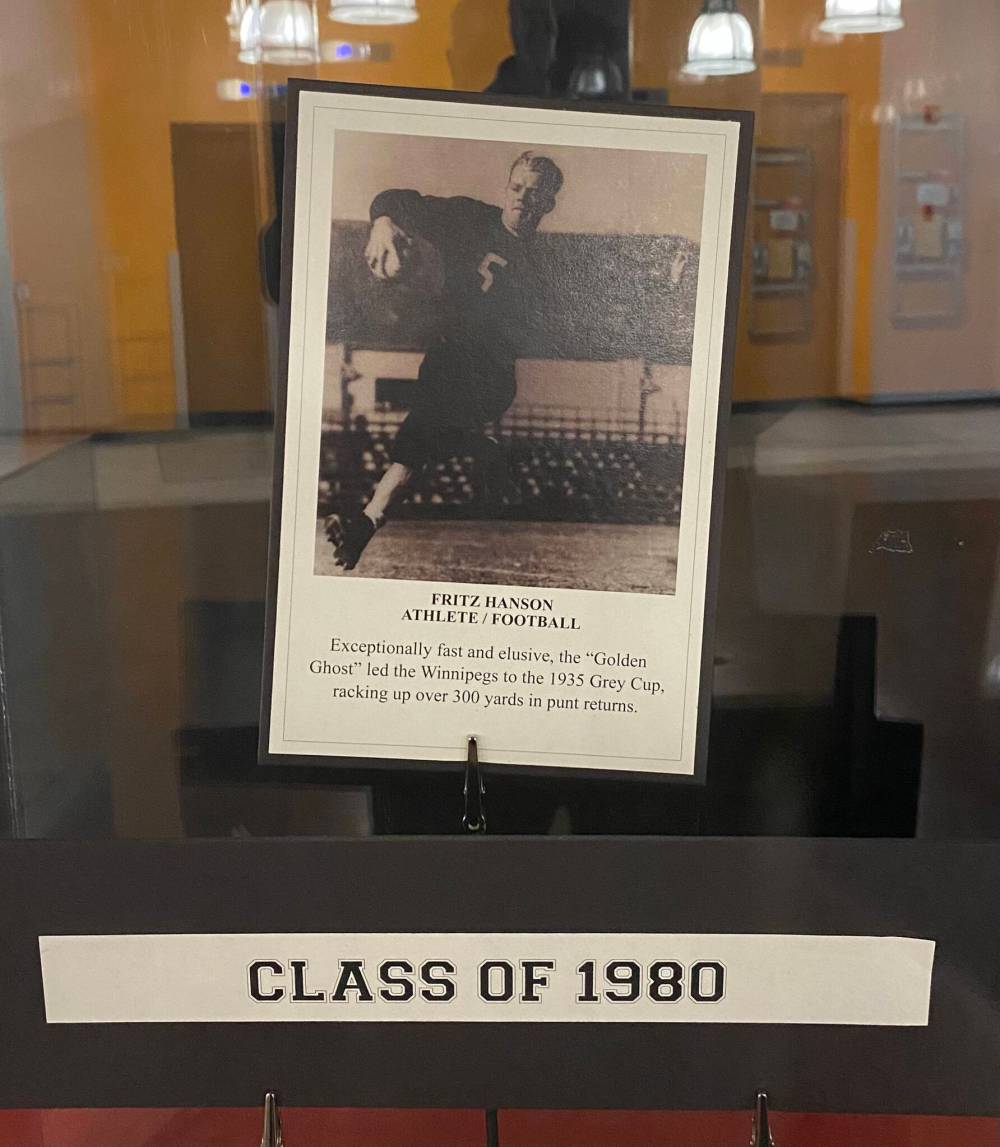 5
FRITZ HANSON
ATHLETE / FOOTBALL
Exceptionally fast and elusive, the “Golden
Ghost” led the Winnipegs to the 1935 Grey Cup,
racking up over 300 yards in punt returns.
CLASS OF 1980